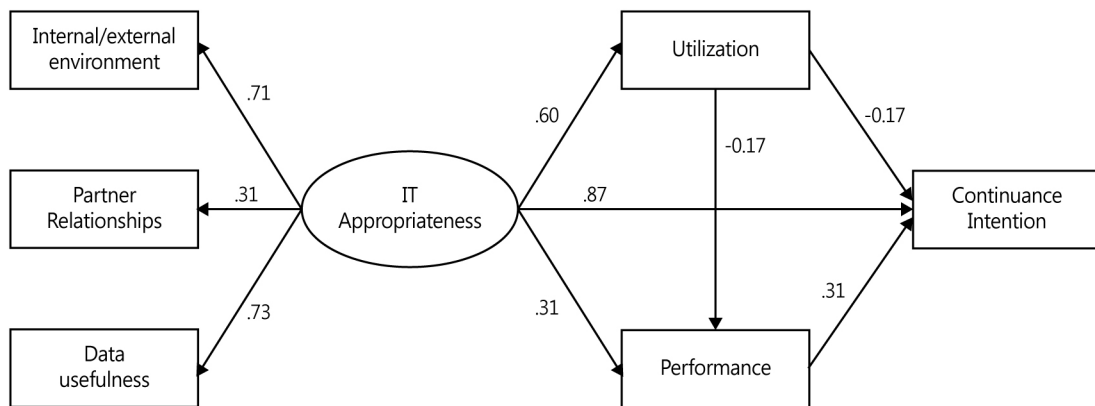 Internal/external
environment
Utilization
.71
.60
-0.17
-0.17
Partner
Relationships
.31
IT
Appropriateness
.87
Continuance
Intention
.73
.31
.31
Data
usefulness
Performance